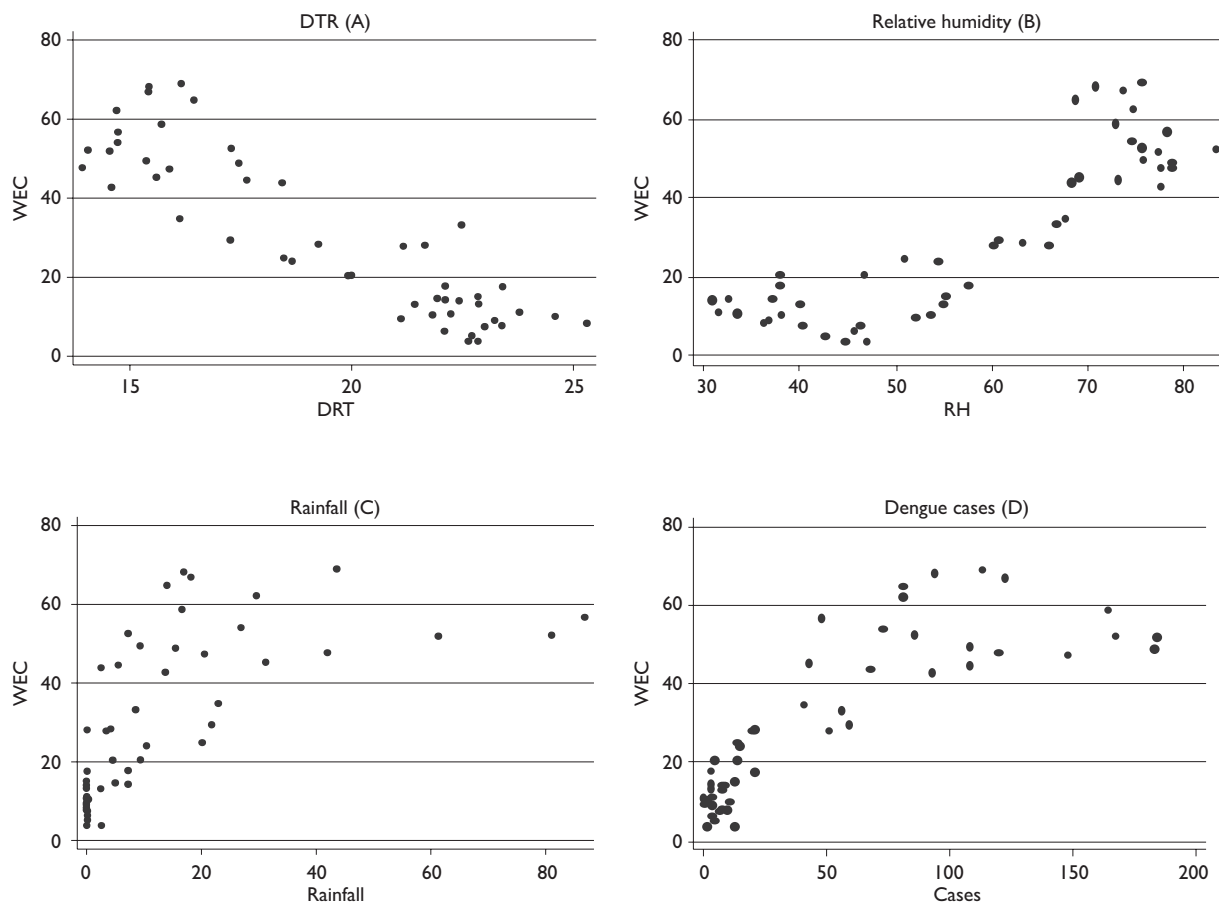 DTR (A)
80
60
40
20
0
WEC
15 20 25
DRT
Relative humidity (B)
80
60
40
20
0
WEC
30 40 50 60 70 80
RH
Rainfall (C)
80
60
40
20
0
WEC
0 20 40 60 80
Rainfall
Dengue cases (D)
80
60
40
20
0
WEC
0 50 100 150 200
Cases